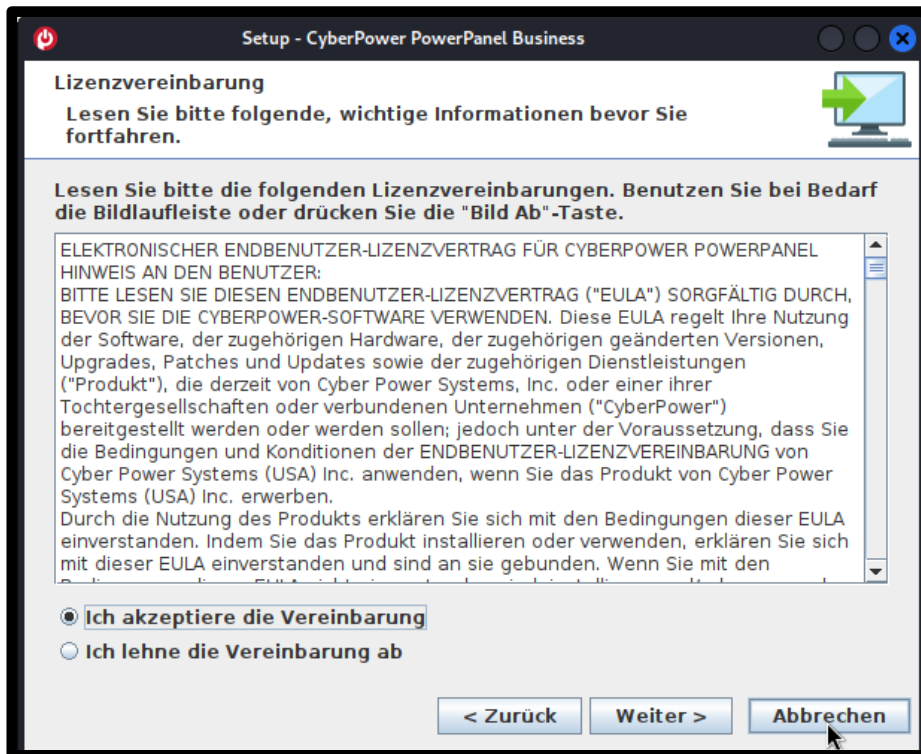 Setup - CyberPower PowerPanel Business
Lizenzvereinbarung
Lesen Sie bitte folgende, wichtige Informationen bevor Sie
fortfahren.
Lesen Sie bitte die folgenden Lizenzvereinbarungen. Benutzen Sie bei Bedarf
die Bildlaufleiste oder drücken Sie die "Bild Ab"-Taste.
ELEKTRONISCHER ENDBENUTZER-LIZENZVERTRAG FÜR CYBERPOWER POWERPANEL
HINWEIS AN DEN BENUTZER:
BITTE LESEN SIE DIESEN ENDBENUTZER-LIZENZVERTRAG ("EULA") SORGFÄLTIG DURCH,
BEVOR SIE DIE CYBERPOWER-SOFTWARE VERWENDEN. Diese EULA regelt Ihre Nutzung
der Software, der zugehörigen Hardware, der zugehörigen geänderten Versionen,
Upgrades, Patches und Updates sowie der zugehörigen Dienstleistungen
("Produkt"), die derzeit von Cyber Power Systems, Inc. oder einer ihrer
Tochtergesellschaften oder verbundenen Unternehmen ("CyberPower")
bereitgestellt werden oder werden sollen; jedoch unter der Voraussetzung, dass Sie
die Bedingungen und Konditionen der ENDBENUTZER-LIZENZVEREINBARUNG von
Cyber Power Systems (USA) Inc. anwenden, wenn Sie das Produkt von Cyber Power
Systems (USA) Inc. erwerben.
Durch die Nutzung des Produkts erklären Sie sich mit den Bedingungen dieser EULA
einverstanden. Indem Sie das Produkt installieren oder verwenden, erklären Sie sich
mit dieser EULA einverstanden und sind an sie gebunden. Wenn Sie mit den
Ich akzeptiere die Vereinbarung
Ich lehne die Vereinbarung ab
< Zurück
Weiter >
Abbrechen